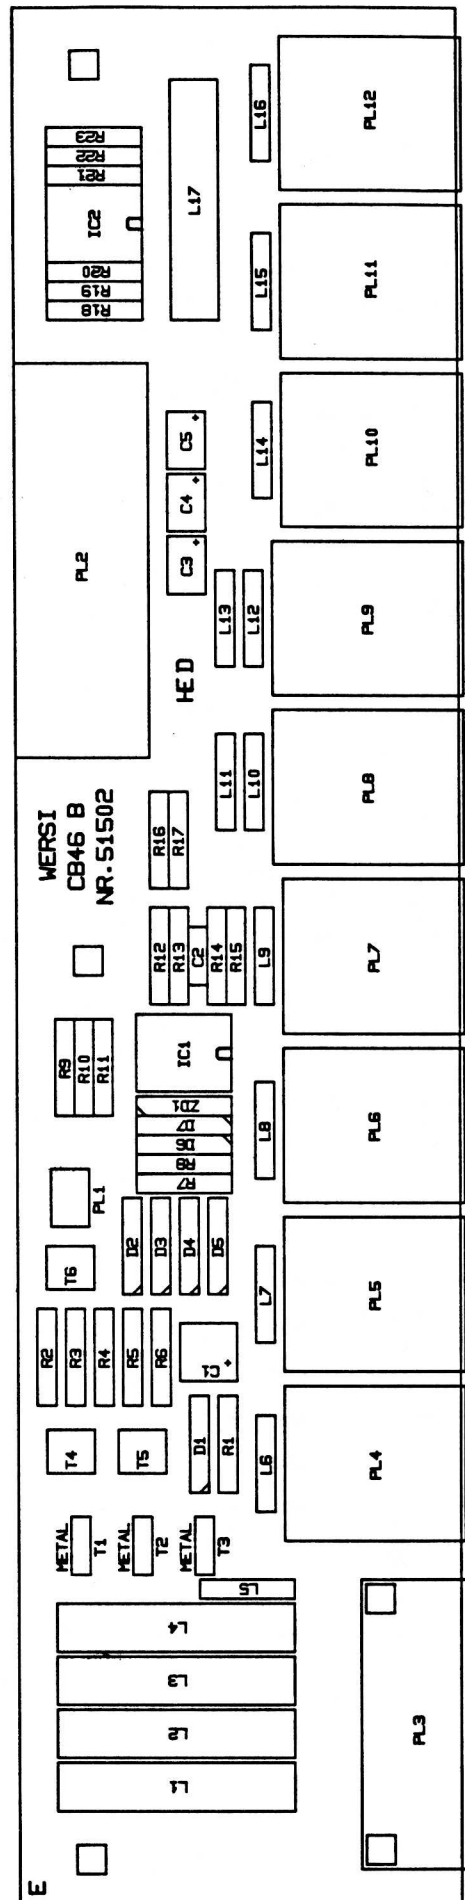 PL12
L16
R23
R22
R21
IC2
R20
R19
R18
L17
L15
PL11
L14
PL10
C5
+
C4
+
C3
+
PL2
L13
L12
PL9
HED
WERSI
CB46 B
NR.51502
L11
L10
PL8
R16
R17
R12
R13
C2
R14
R15
L9
PL7
R9
R10
R11
IC1
ZD1
D7
D6
R8
R7
L8
PL6
PL1
T6
D2
D3
D4
D5
L7
PL5
R2
R3
R4
R5
R6
C1
+
T4
T5
D1
R1
L6
PL4
METAL
T1
METAL
T2
METAL
T3
L5
L4
L3
L2
L1
PL3
E